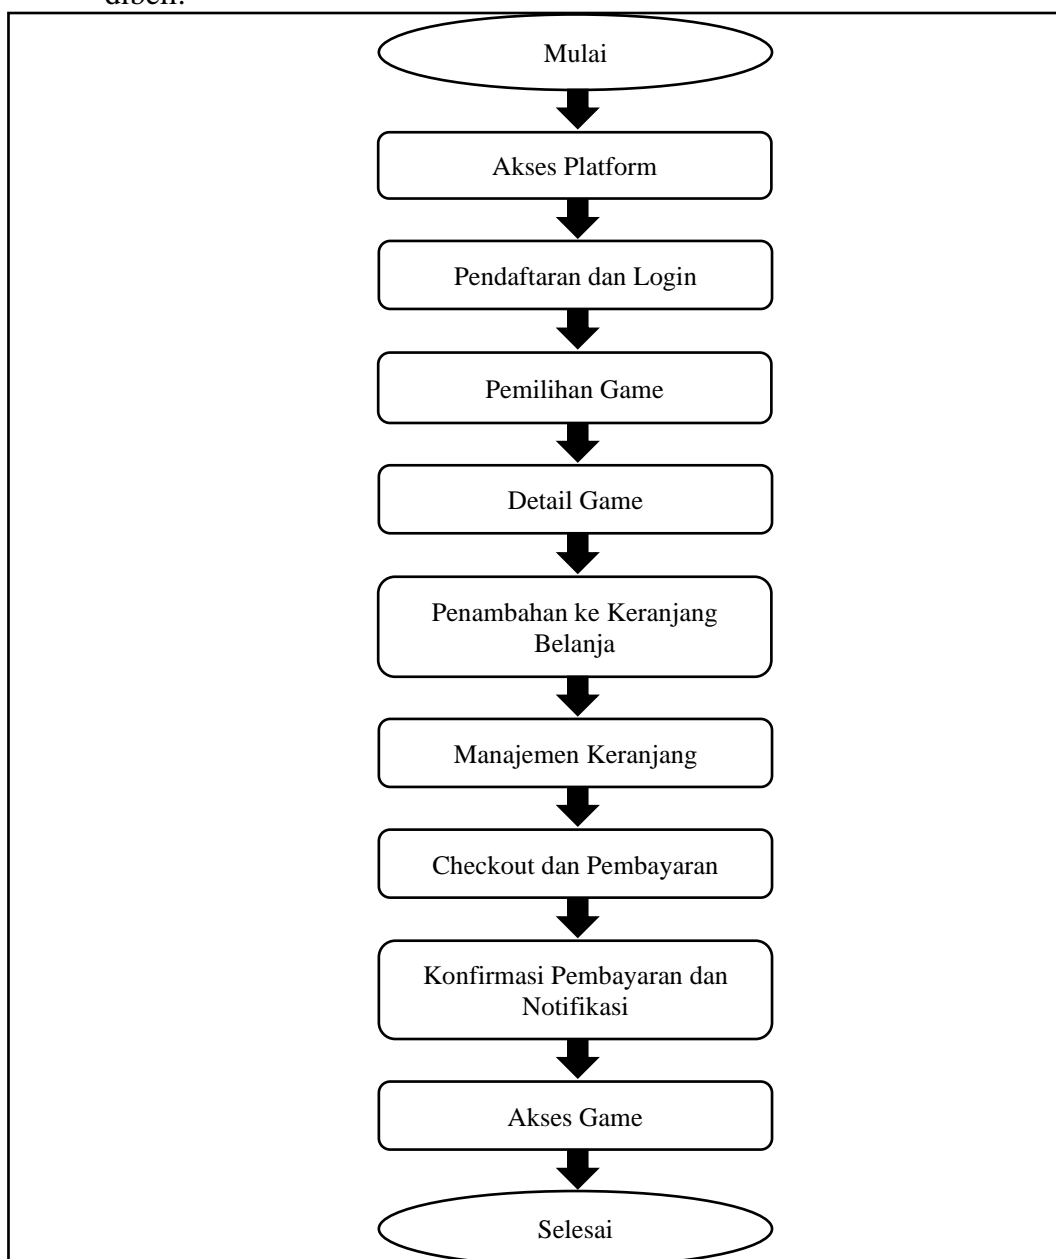 dibeli.
Mulai
Akses Platform
Pendaftaran dan Login
Pemilihan Game
Detail Game
Penambahan ke Keranjang
Belanja
Manajemen Keranjang
Checkout dan Pembayaran
Konfirmasi Pembayaran dan
Notifikasi
Akses Game
Selesai